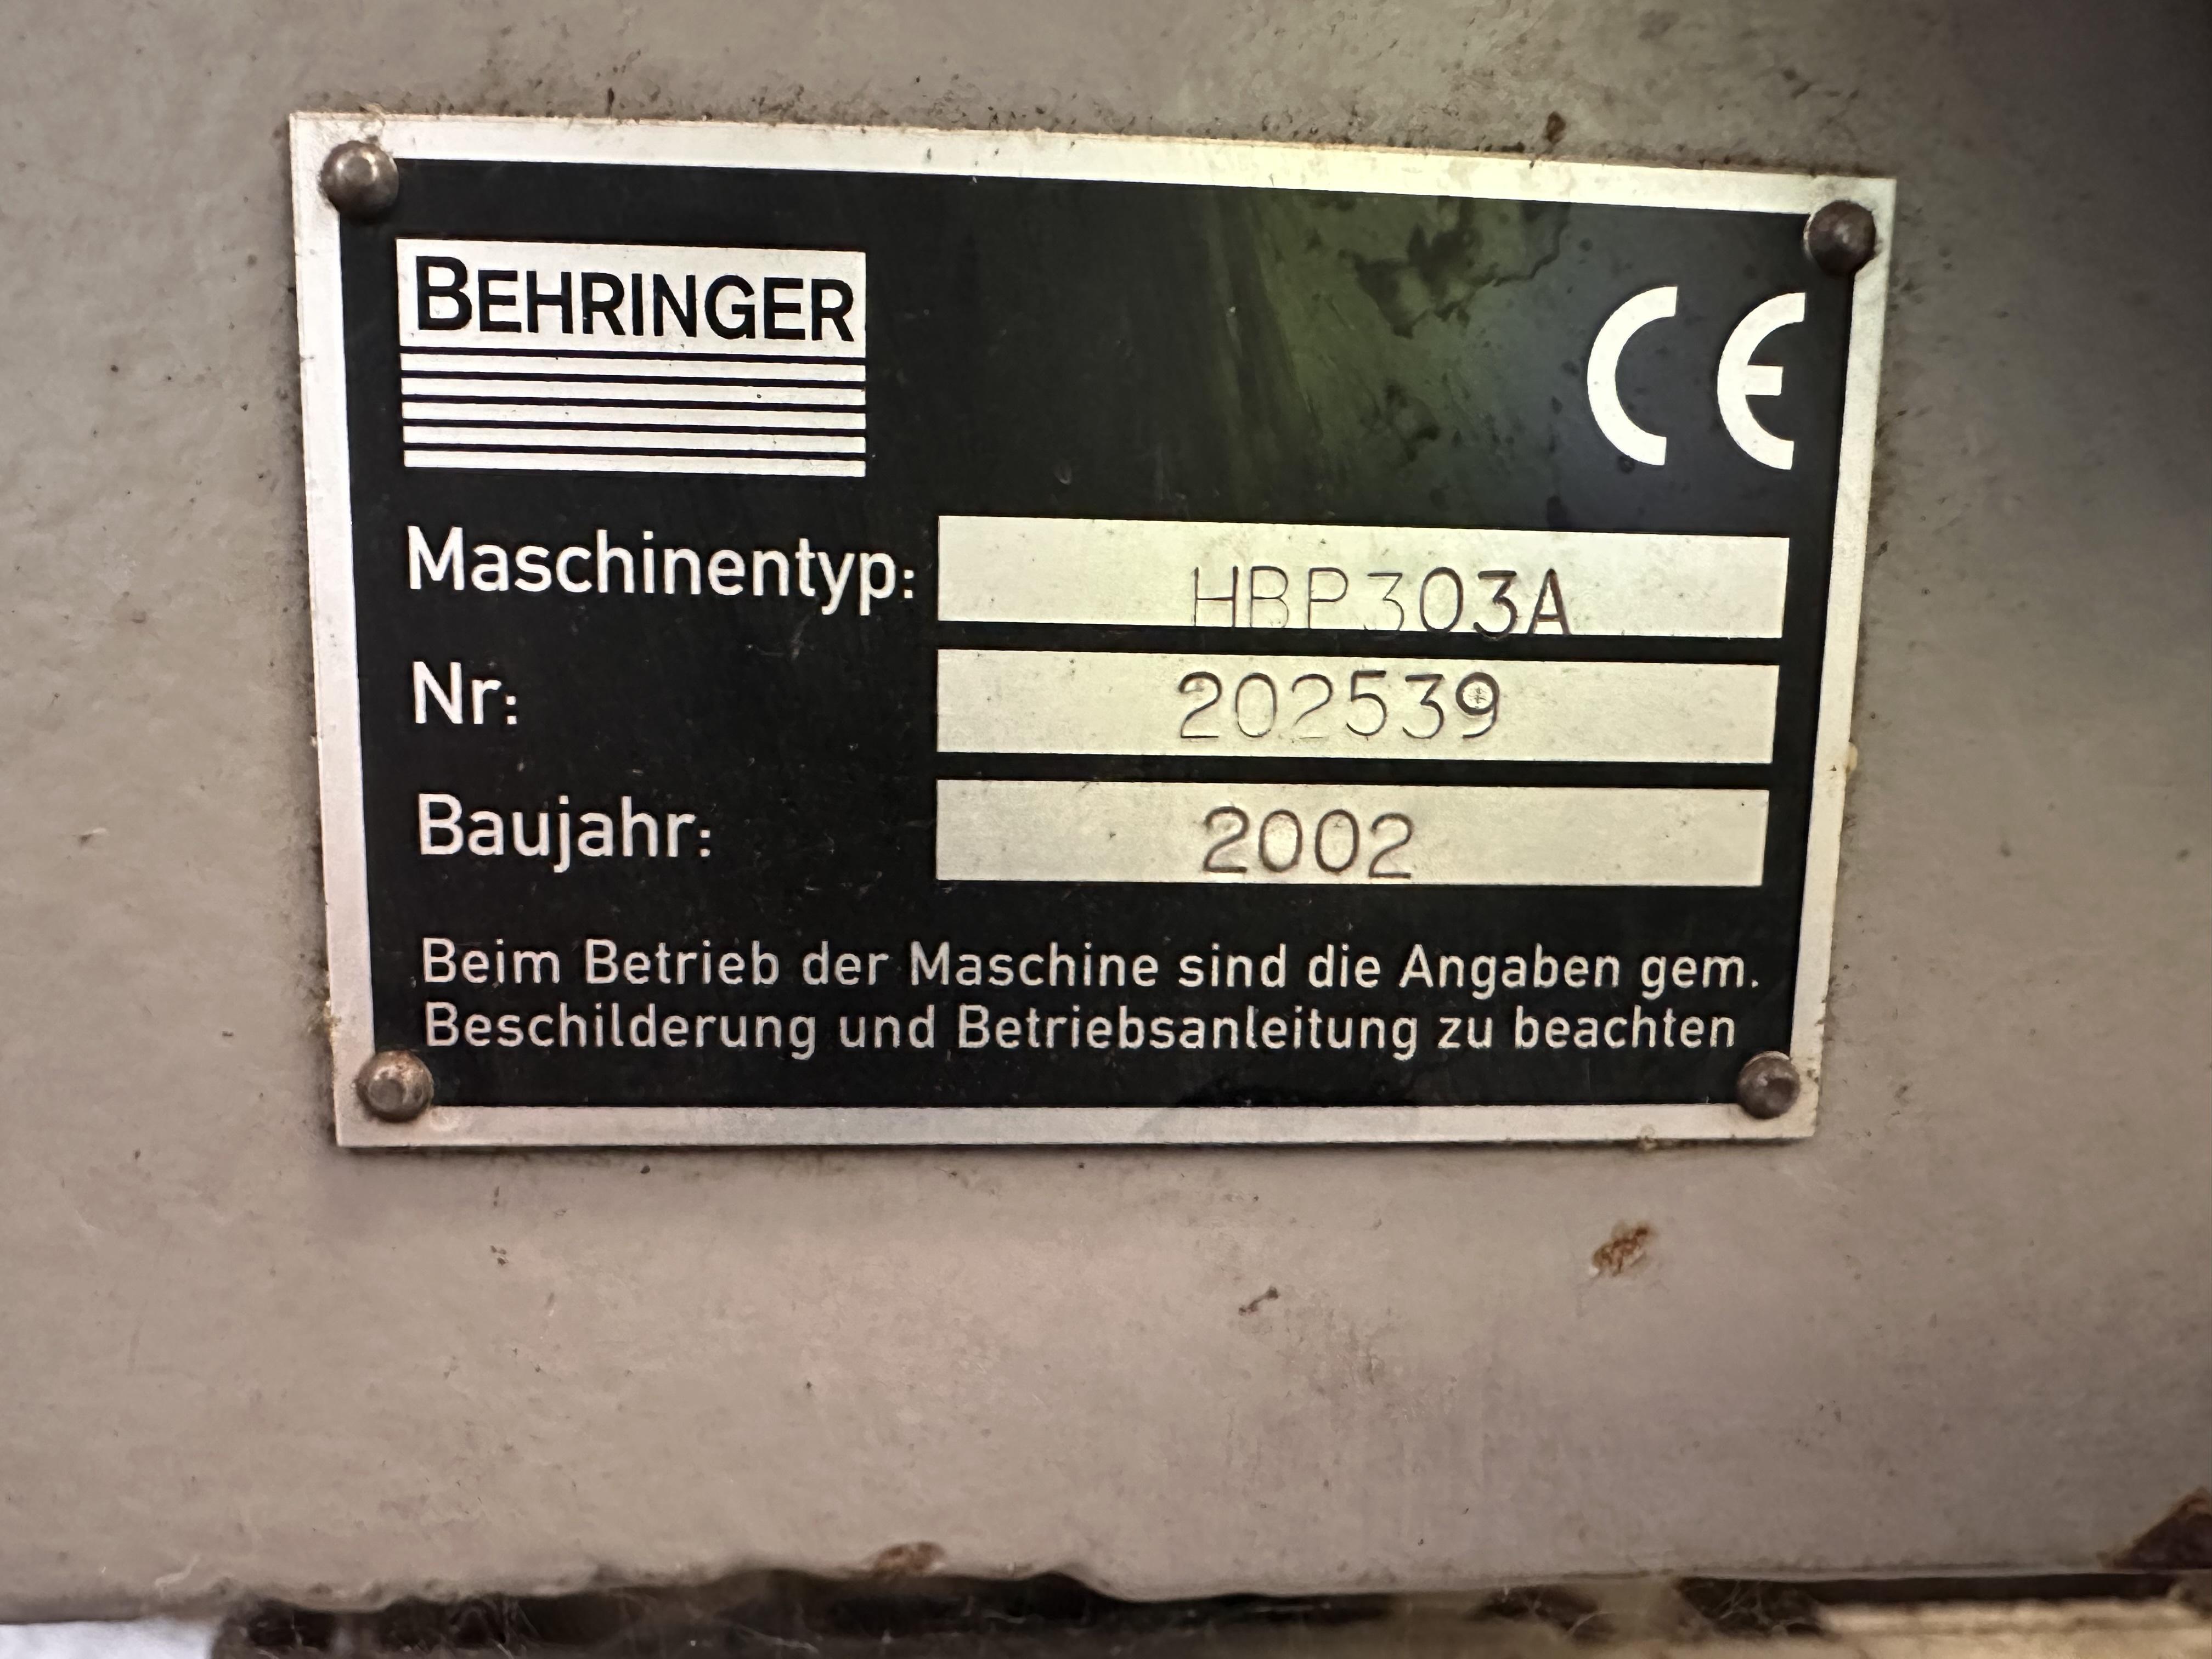 BEHRINGER
CE
Maschinentyp: HBP303A
Nr: 202539
Baujahr: 2002
Beim Betrieb der Maschine sind die Angaben gem.
Beschilderung und Betriebsanleitung zu beachten